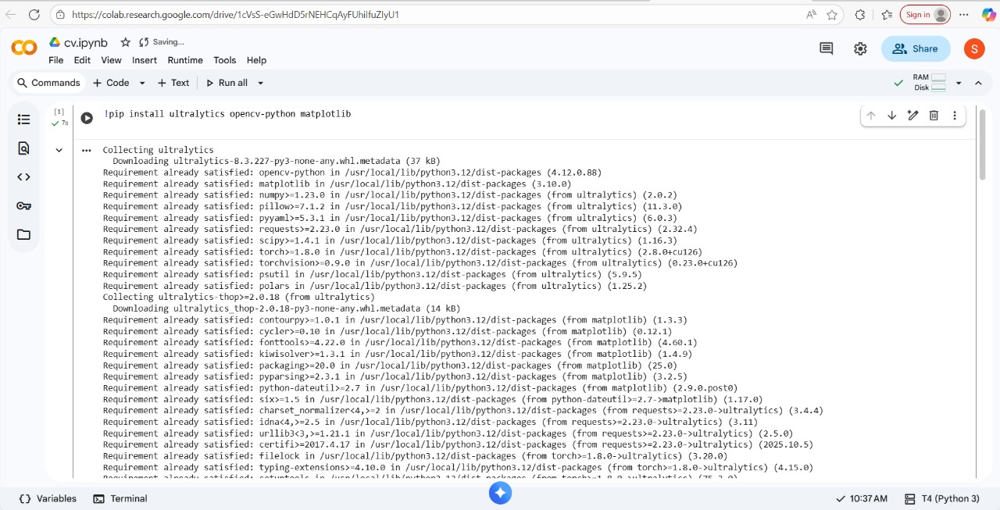 https://colab.research.google.com/drive/1cVsS-eGwHdD5rNEHCqAyFUhiIfuZIyU1
Sign in
cv.ipynb
Saving...
File Edit View Insert Runtime Tools Help
Share
S
Commands + Code + Text Run all
RAM
Disk
[1]
7s
!pip install ultralytics opencv-python matplotlib
Collecting ultralytics
Downloading ultralytics-8.3.227-py3-none-any.whl.metadata (37 kB)
Requirement already satisfied: opencv-python in /usr/local/lib/python3.12/dist-packages (4.12.0.88)
Requirement already satisfied: matplotlib in /usr/local/lib/python3.12/dist-packages (3.10.0)
Requirement already satisfied: numpy>=1.23.0 in /usr/local/lib/python3.12/dist-packages (from ultralytics) (2.0.2)
Requirement already satisfied: pillow>=7.1.2 in /usr/local/lib/python3.12/dist-packages (from ultralytics) (11.3.0)
Requirement already satisfied: pyyaml>=5.3.1 in /usr/local/lib/python3.12/dist-packages (from ultralytics) (6.0.3)
Requirement already satisfied: requests>=2.23.0 in /usr/local/lib/python3.12/dist-packages (from ultralytics) (2.32.4)
Requirement already satisfied: scipy>=1.4.1 in /usr/local/lib/python3.12/dist-packages (from ultralytics) (1.16.3)
Requirement already satisfied: torch>=1.8.0 in /usr/local/lib/python3.12/dist-packages (from ultralytics) (2.8.0+cu126)
Requirement already satisfied: torchvision>=0.9.0 in /usr/local/lib/python3.12/dist-packages (from ultralytics) (0.23.0+cu126)
Requirement already satisfied: psutil in /usr/local/lib/python3.12/dist-packages (from ultralytics) (5.9.5)
Requirement already satisfied: polars in /usr/local/lib/python3.12/dist-packages (from ultralytics) (1.25.2)
Collecting ultralytics-thop>=2.0.18 (from ultralytics)
Downloading ultralytics_thop-2.0.18-py3-none-any.whl.metadata (14 kB)
Requirement already satisfied: contourpy>=1.0.1 in /usr/local/lib/python3.12/dist-packages (from matplotlib) (1.3.3)
Requirement already satisfied: cycler>=0.10 in /usr/local/lib/python3.12/dist-packages (from matplotlib) (0.12.1)
Requirement already satisfied: fonttools>=4.22.0 in /usr/local/lib/python3.12/dist-packages (from matplotlib) (4.60.1)
Requirement already satisfied: kiwisolver>=1.3.1 in /usr/local/lib/python3.12/dist-packages (from matplotlib) (1.4.9)
Requirement already satisfied: packaging>=20.0 in /usr/local/lib/python3.12/dist-packages (from matplotlib) (25.0)
Requirement already satisfied: pyparsing>=2.3.1 in /usr/local/lib/python3.12/dist-packages (from matplotlib) (3.2.5)
Requirement already satisfied: python-dateutil>=2.7 in /usr/local/lib/python3.12/dist-packages (from matplotlib) (2.9.0.post0)
Requirement already satisfied: six>=1.5 in /usr/local/lib/python3.12/dist-packages (from python-dateutil>=2.7->matplotlib) (1.17.0)
Requirement already satisfied: charset_normalizer<4,>=2 in /usr/local/lib/python3.12/dist-packages (from requests>=2.23.0->ultralytics) (3.4.4)
Requirement already satisfied: idna<4,>=2.5 in /usr/local/lib/python3.12/dist-packages (from requests>=2.23.0->ultralytics) (3.11)
Requirement already satisfied: urllib3<3,>=1.21.1 in /usr/local/lib/python3.12/dist-packages (from requests>=2.23.0->ultralytics) (2.5.0)
Requirement already satisfied: certifi>=2017.4.17 in /usr/local/lib/python3.12/dist-packages (from requests>=2.23.0->ultralytics) (2025.10.5)
Requirement already satisfied: filelock in /usr/local/lib/python3.12/dist-packages (from torch>=1.8.0->ultralytics) (3.20.0)
Requirement already satisfied: typing-extensions>=4.10.0 in /usr/local/lib/python3.12/dist-packages (from torch>=1.8.0->ultralytics) (4.15.0)
Requirement already satisfied: setuptools in /usr/local/lib/python3.12/dist-packages (from torch>=1.8.0->ultralytics) (75.2.0)
Variables Terminal
10:37 AM T4 (Python 3)